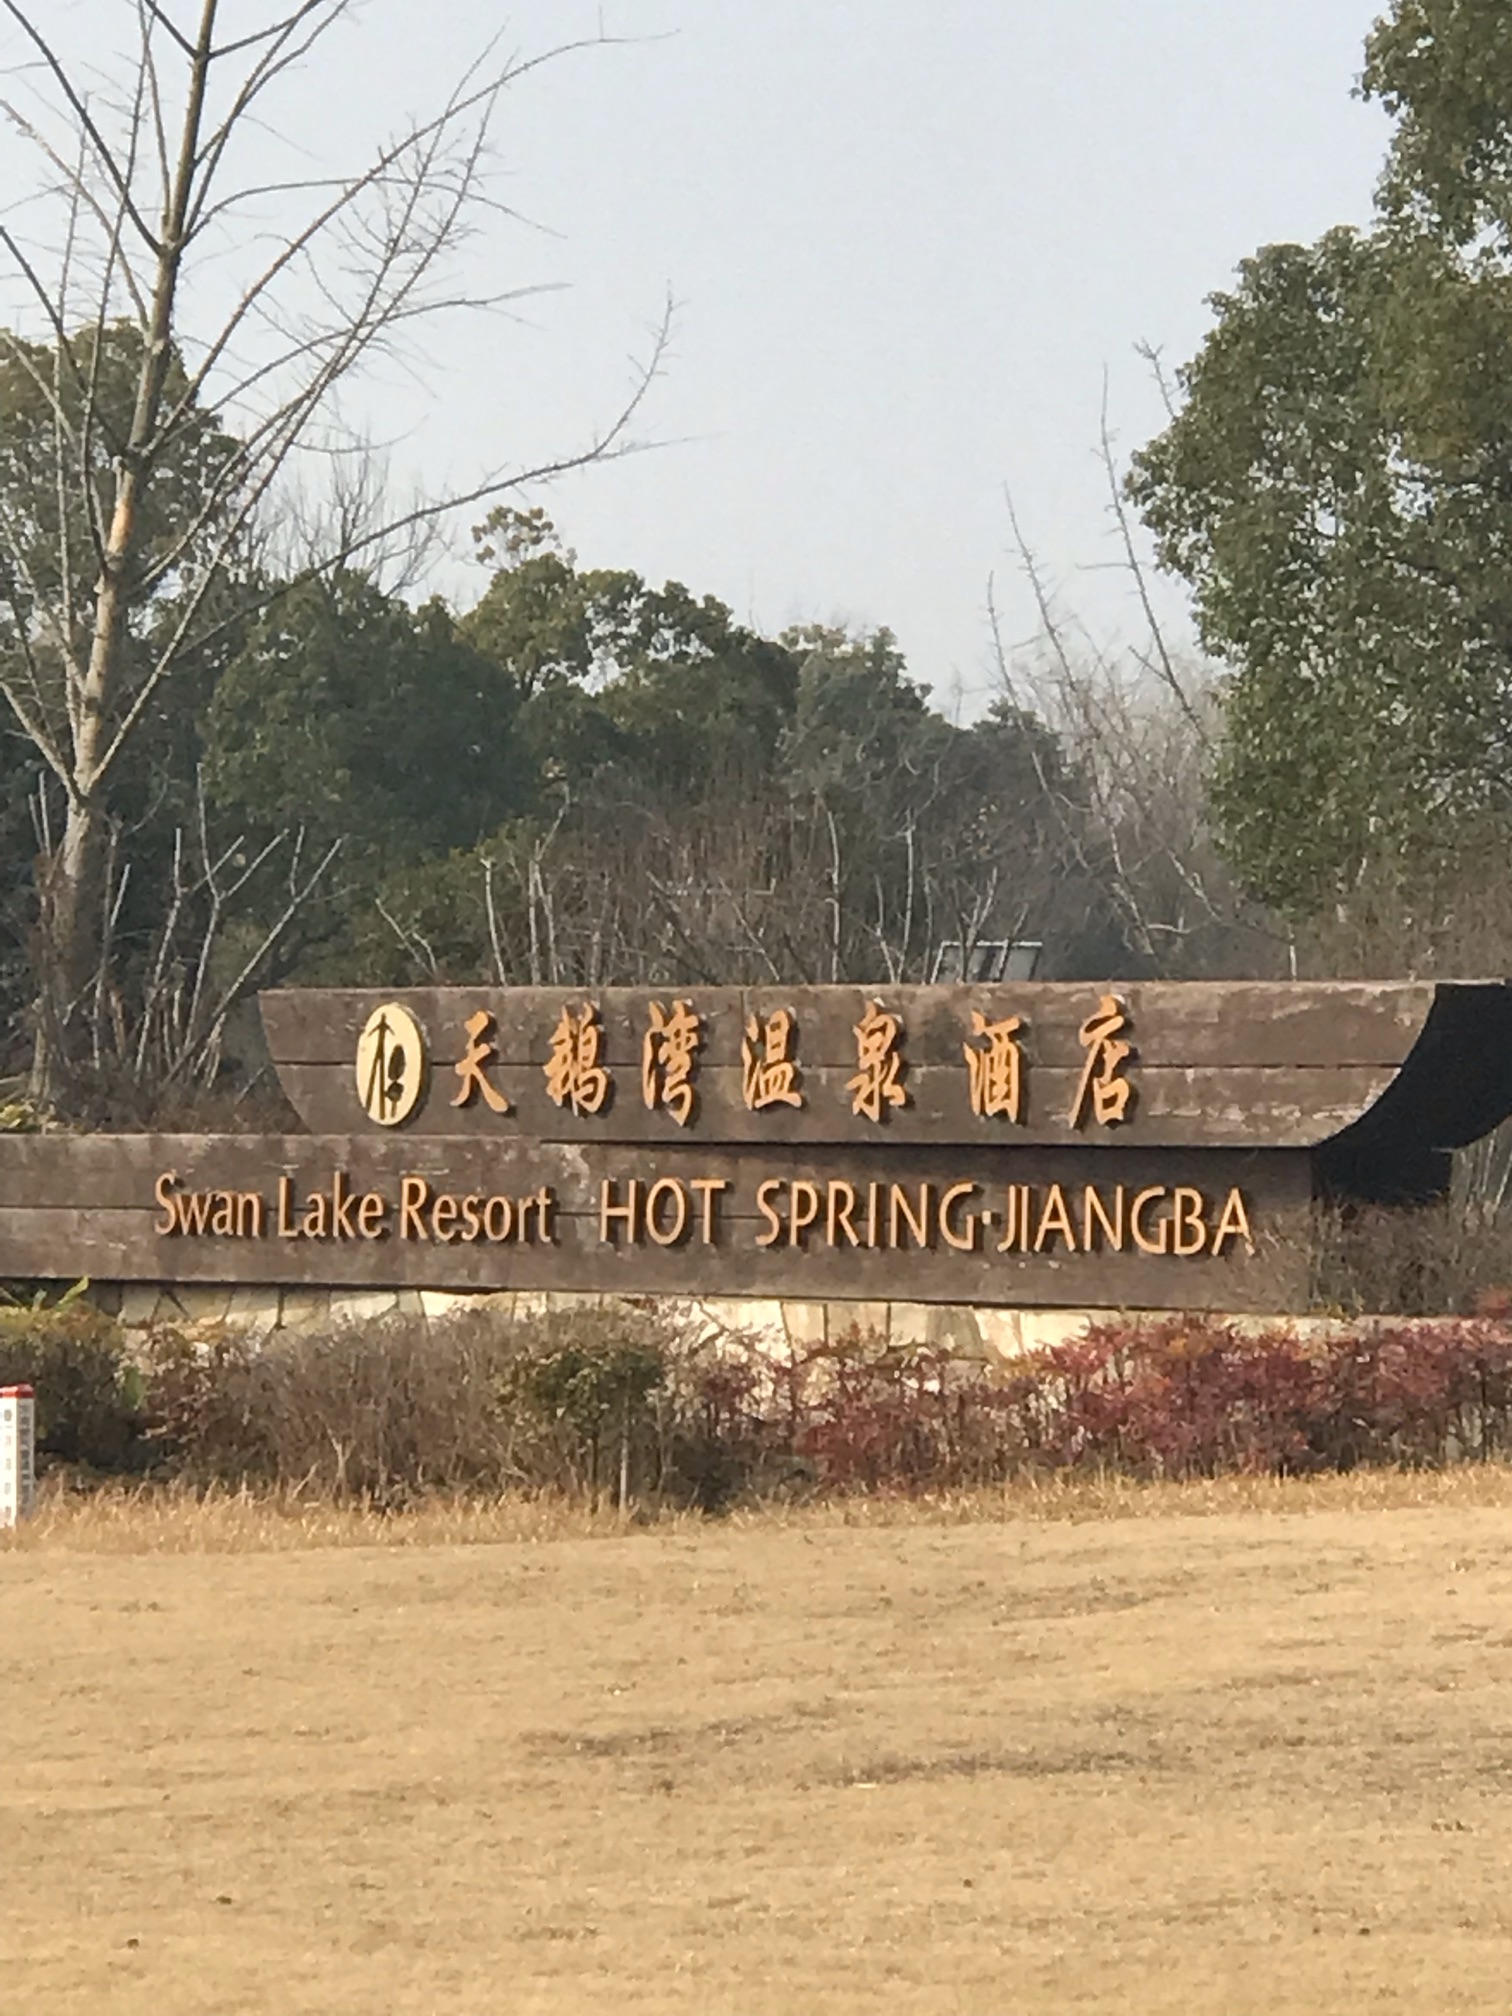 天鹅湾温泉酒店
Swan Lake Resort HOT SPRING·JIANGBA